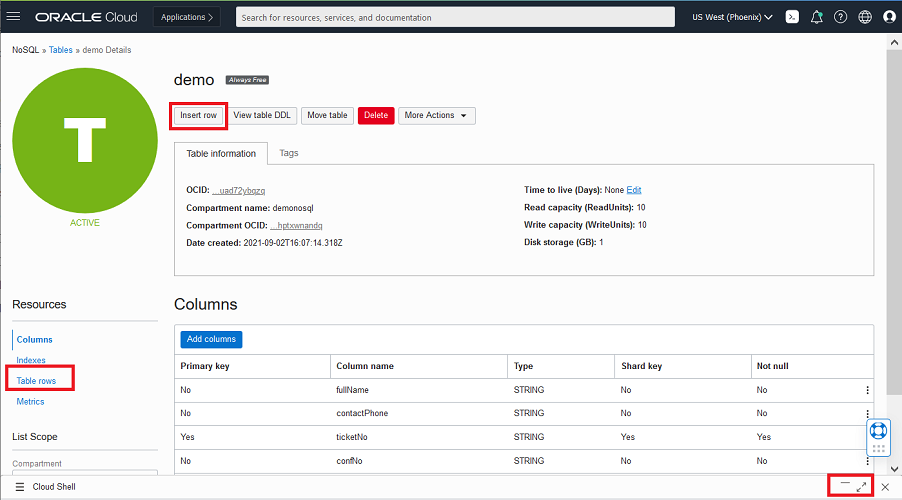 ORACLE Cloud
Applications
Search for resources, services, and documentation
US West (Phoenix)
NoSQL » Tables » demo Details
T
ACTIVE
demo
Always Free
Insert row
View table DDL
Move table
Delete
More Actions
Table information
Tags
OCID: ...uad72ybqzq
Compartment name: demonosql
Compartment OCID: ...hptxwnandq
Date created: 2021-09-02T16:07:14.318Z
Time to live (Days): None Edit
Read capacity (ReadUnits): 10
Write capacity (WriteUnits): 10
Disk storage (GB): 1
Resources
Columns
Indexes
Table rows
Metrics
List Scope
Compartment
Columns
Add columns
Primary key Column name Type Shard key Not null
No fullName STRING No No
No contactPhone STRING No No
Yes ticketNo STRING Yes Yes
No confNo STRING No No
Cloud Shell